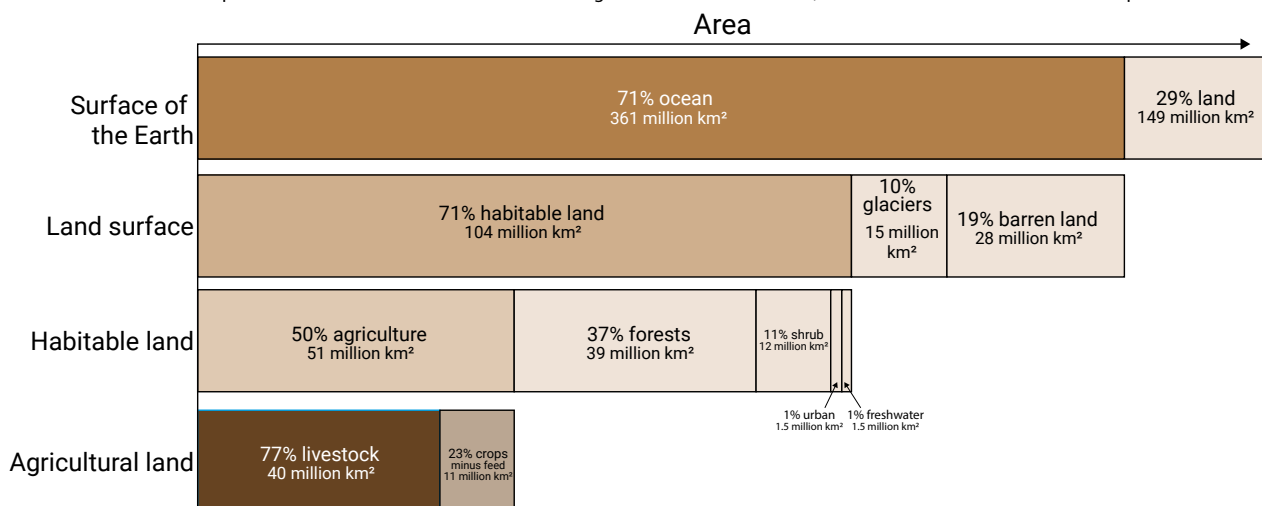 Area
Surface of
the Earth
71% ocean
361 million km²
29% land
149 million km²
Land surface
71% habitable land
104 million km²
10%
glaciers
15 million
km²
19% barren land
28 million km²
Habitable land
50% agriculture
51 million km²
37% forests
39 million km²
11% shrub
12 million km²
1% urban
1.5 million km²
1% freshwater
1.5 million km²
Agricultural land
77% livestock
40 million km²
23% crops
minus feed
11 million km²